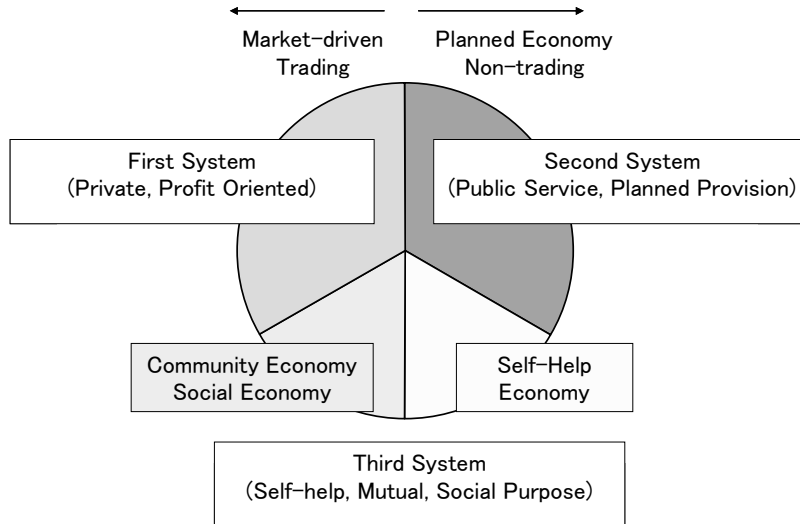 Market-driven
Trading
Planned Economy
Non-trading
First System
(Private, Profit Oriented)
Second System
(Public Service, Planned Provision)
Community Economy
Social Economy
Self-Help
Economy
Third System
(Self-help, Mutual, Social Purpose)